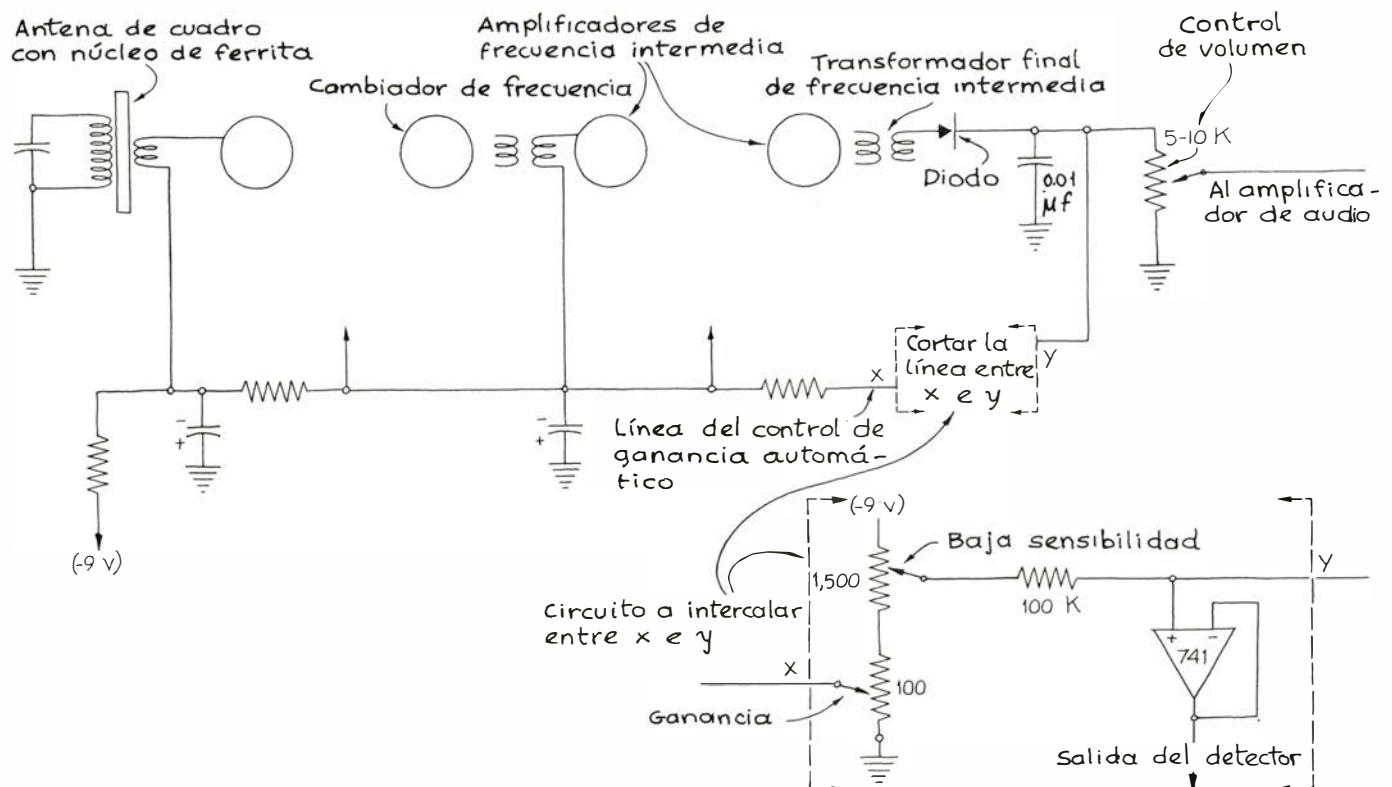 Antena de cuadro
con núcleo de ferrita
Cambiador de frecuencia
Amplificadores de
frecuencia intermedia
Transformador final
de frecuencia intermedia
Control
de volumen
5-10 K
Diodo
0.01
μf
Al amplifica-
dor de audio
Cortar la
línea entre
x e y
x
y
Línea del control de
ganancia automá-
tico
-
+
-
+
(-9 v)
(-9 v)
Baja sensibilidad
1,500
100 K
y
Circuito a intercalar
entre x e y
x
100
Ganancia
+ -
741
Salida del detector